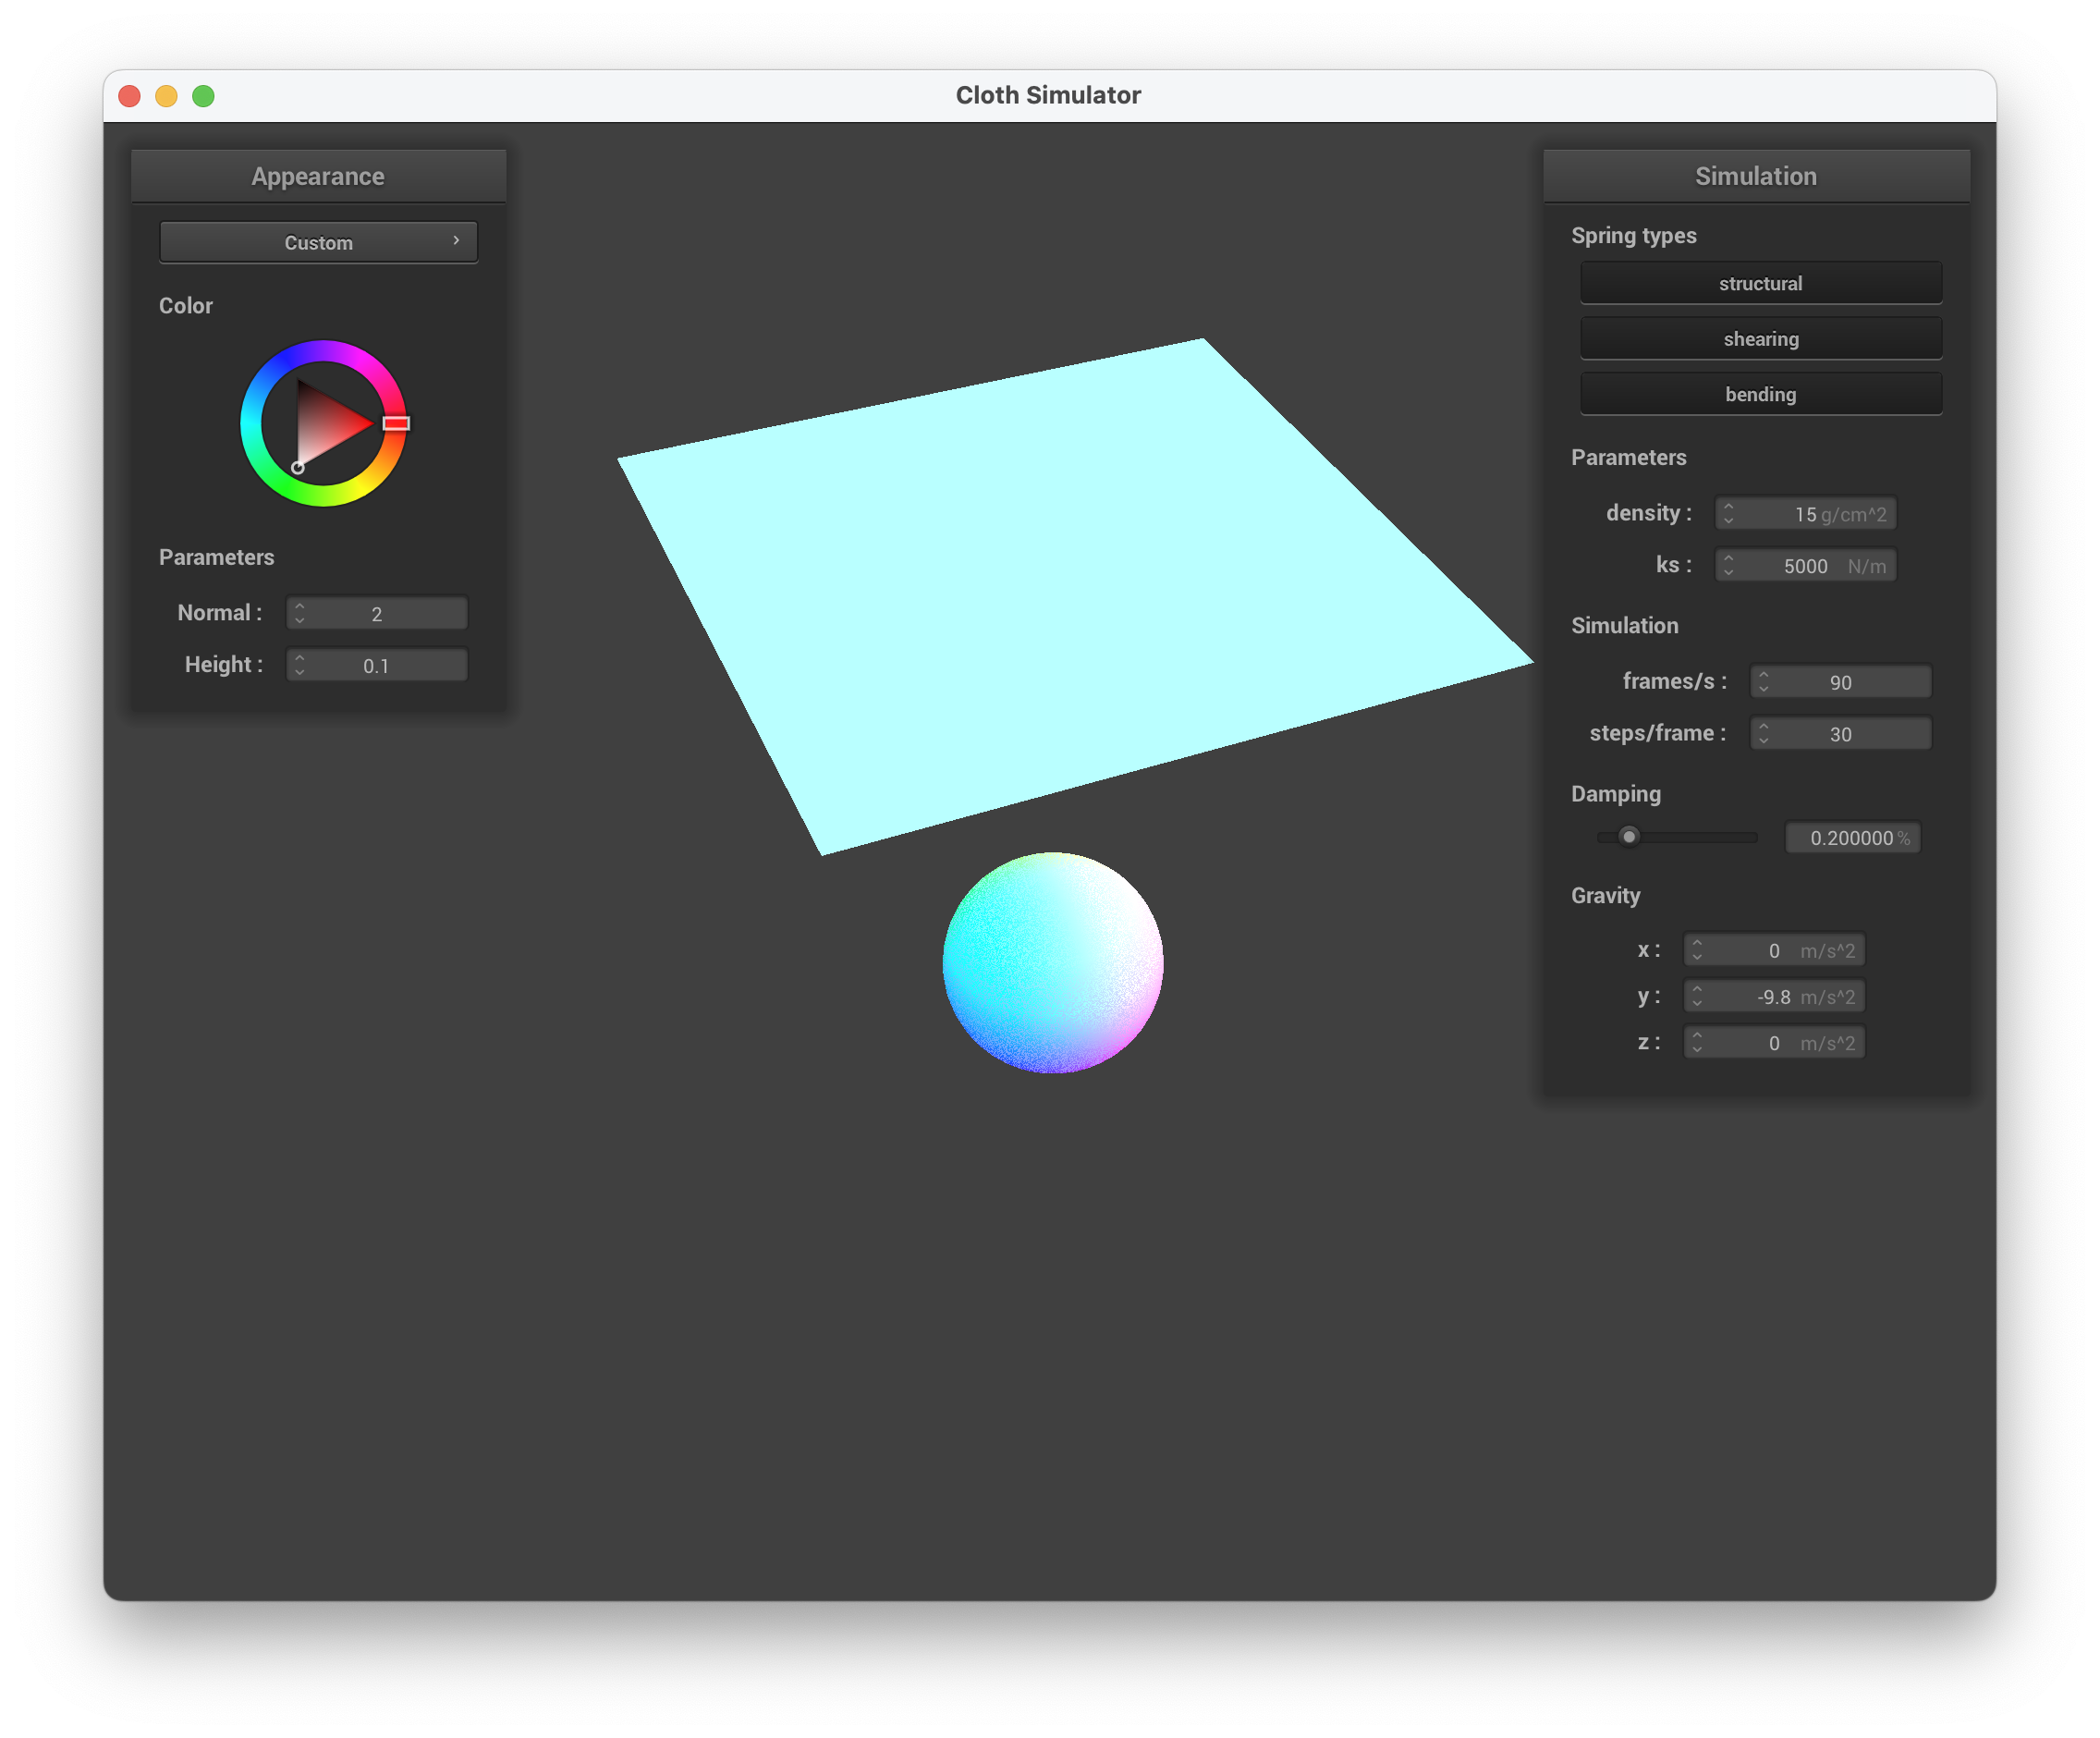 Cloth Simulator
Appearance
Custom
Color
Parameters
Normal : 2
Height : 0.1
Simulation
Spring types
structural
shearing
bending
Parameters
density : 15 g/cm^2
ks : 5000 N/m
Simulation
frames/s : 90
steps/frame : 30
Damping
0.200000 %
Gravity
x : 0 m/s^2
y : -9.8 m/s^2
z : 0 m/s^2